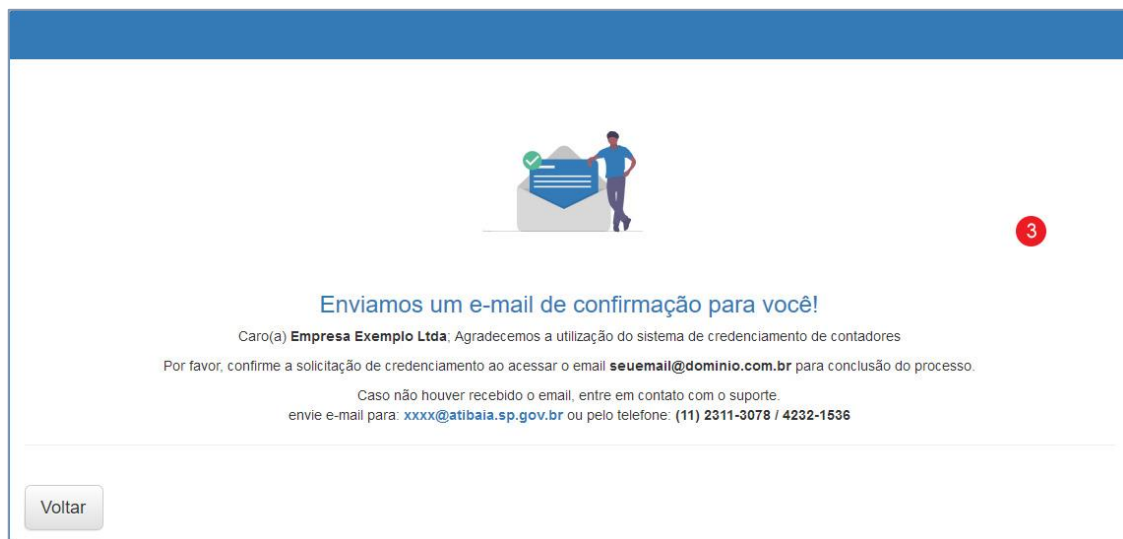 3
Enviamos um e-mail de confirmação para você!
Caro(a) Empresa Exemplo Ltda; Agradecemos a utilização do sistema de credenciamento de contadores
Por favor, confirme a solicitação de credenciamento ao acessar o email seuemail@dominio.com.br para conclusão do processo.
Caso não houver recebido o email, entre em contato com o suporte.
envie e-mail para: xxxx@atibaia.sp.gov.br ou pelo telefone: (11) 2311-3078 / 4232-1536
Voltar